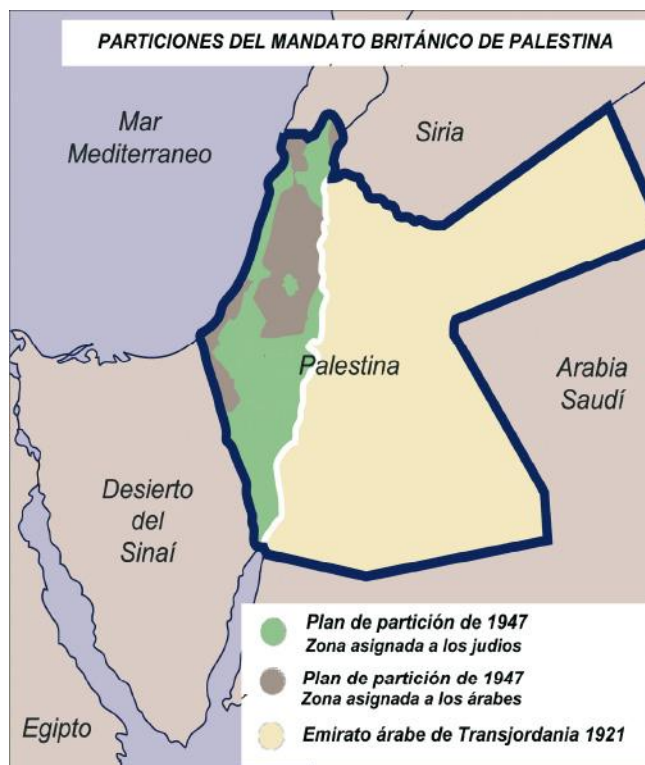 PARTICIONES DEL MANDATO BRITÁNICO DE PALESTINA
Mar
Mediterraneo
Siria
Palestina
Arabia
Saudí
Desierto
del
Sinaí
Egipto
Plan de partición de 1947
Zona asignada a los judios
Plan de partición de 1947
Zona asignada a los árabes
Emirato árabe de Transjordania 1921